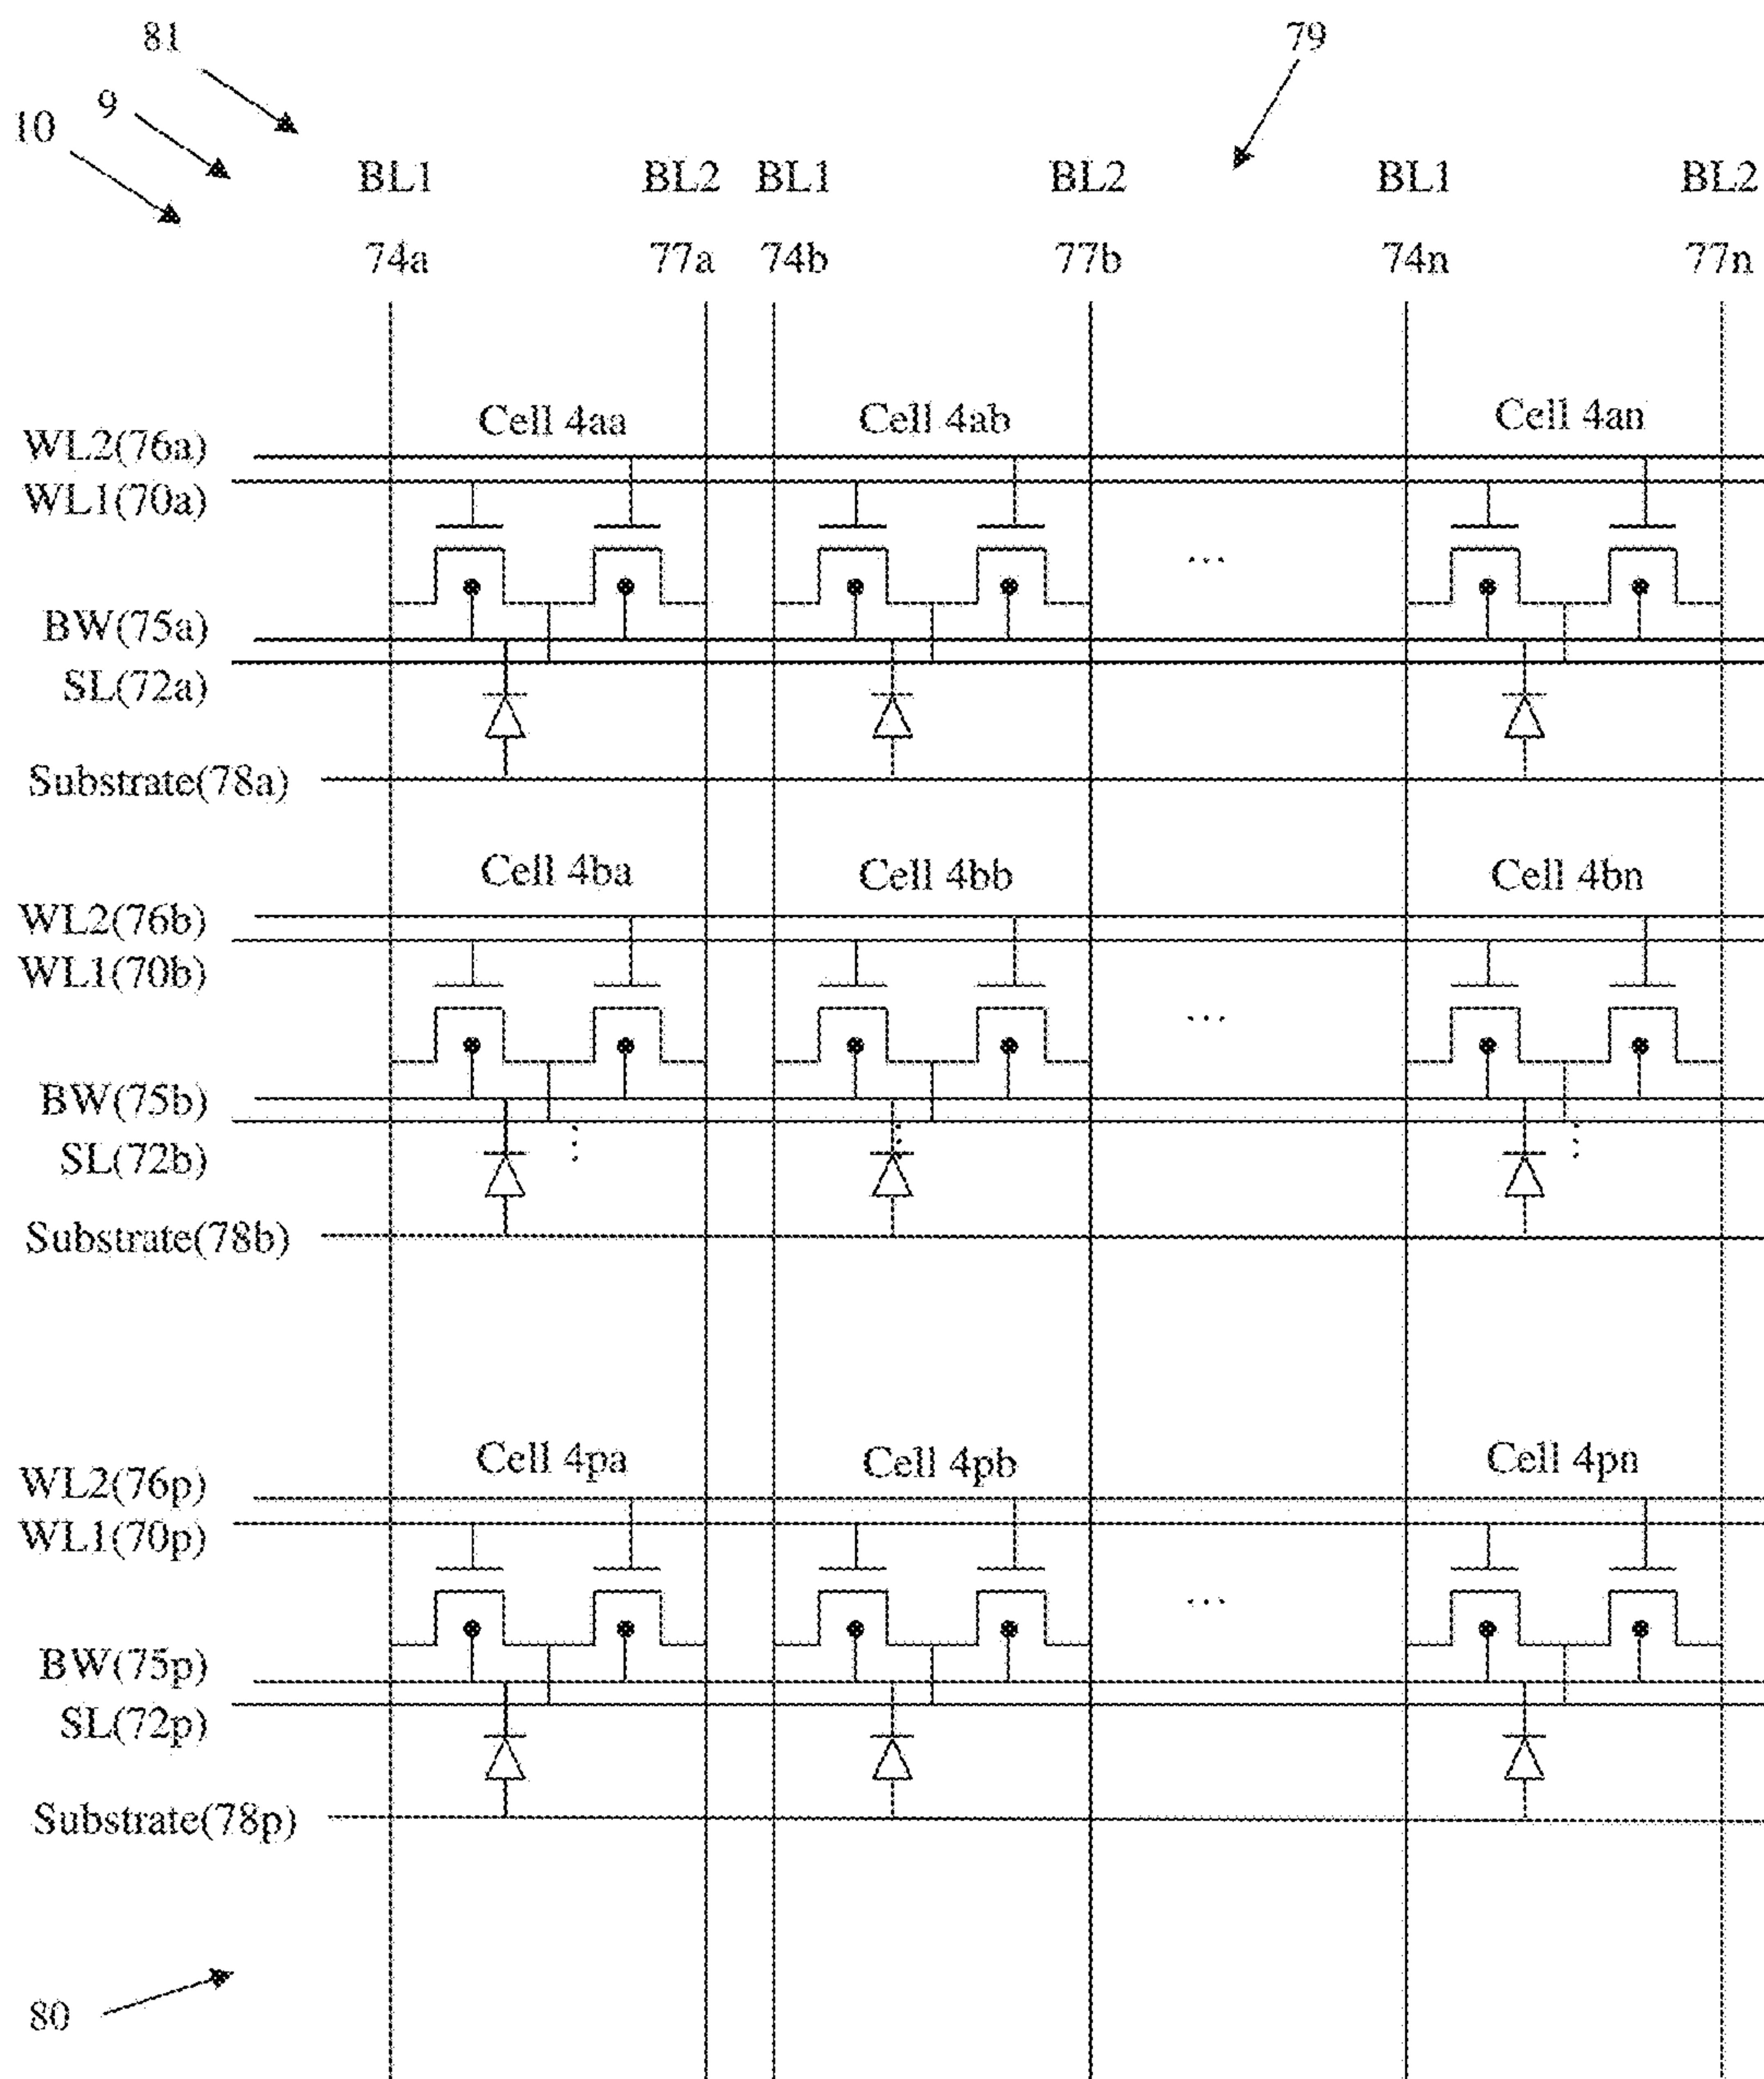 81
79
9
10
BL1 BL2 BL1 BL2 BL1 BL2
74a 77a 74b 77b 74n 77n
Cell 4aa Cell 4ab Cell 4an
WL2(76a)
WL1(70a)
...
BW(75a)
SL(72a)
Substrate(78a)
Cell 4ba Cell 4bb Cell 4bn
WL2(76b)
WL1(70b)
...
BW(75b)
SL(72b)
Substrate(78b)
Cell 4pa Cell 4pb Cell 4pn
WL2(76p)
WL1(70p)
...
BW(75p)
SL(72p)
Substrate(78p)
80